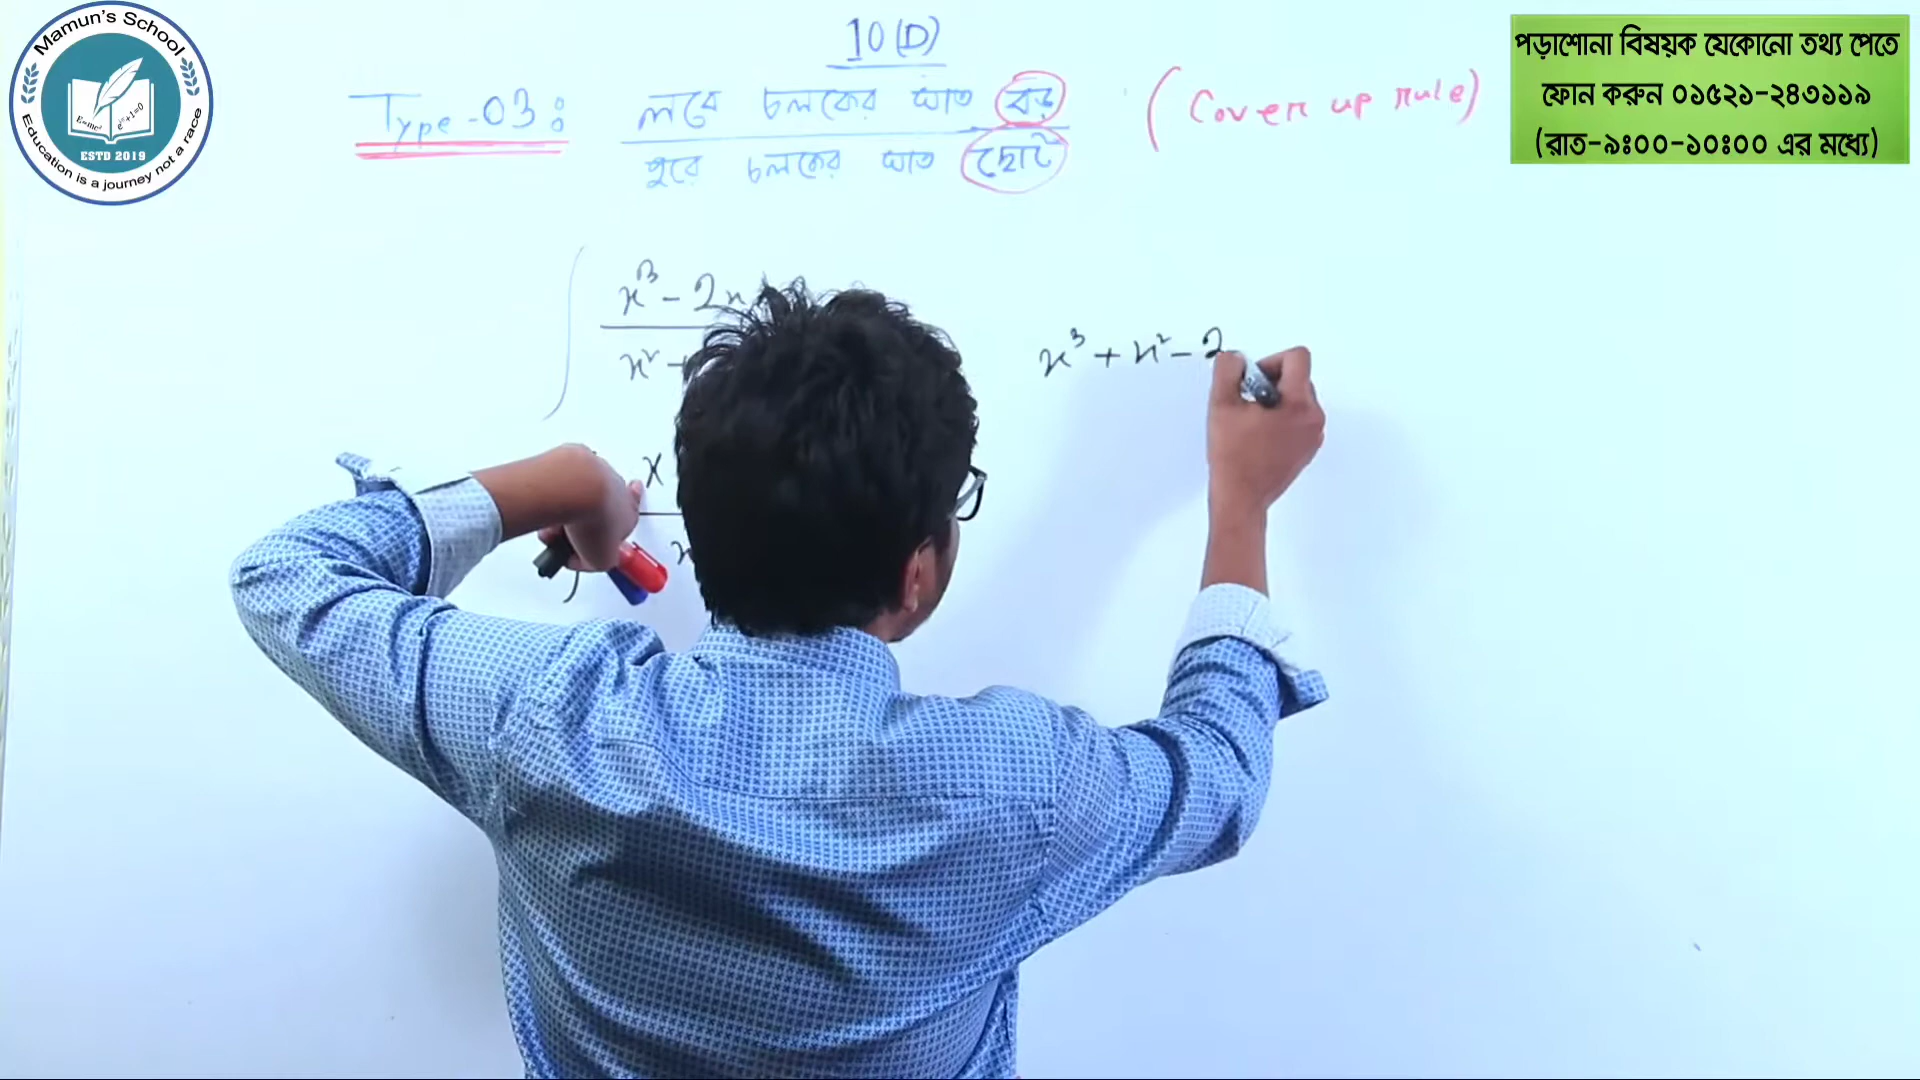 Mamun's School
E=mc²
ESTD 2019
Education is a journey not a race
10(D)
Type-03:
লবে চলকের ঘাত বড়
হরে চলকের ঘাত ছোট
(Cover up rule)
পড়াশোনা বিষয়ক যেকোনো তথ্য পেতে
ফোন করুন ০১৫২১-২৪৩১১৯
(রাত-৯ঃ০০-১০ঃ০০ এর মধ্যে)
∫ x³ - 2x
x² +
x³ + x² - 2
x
x